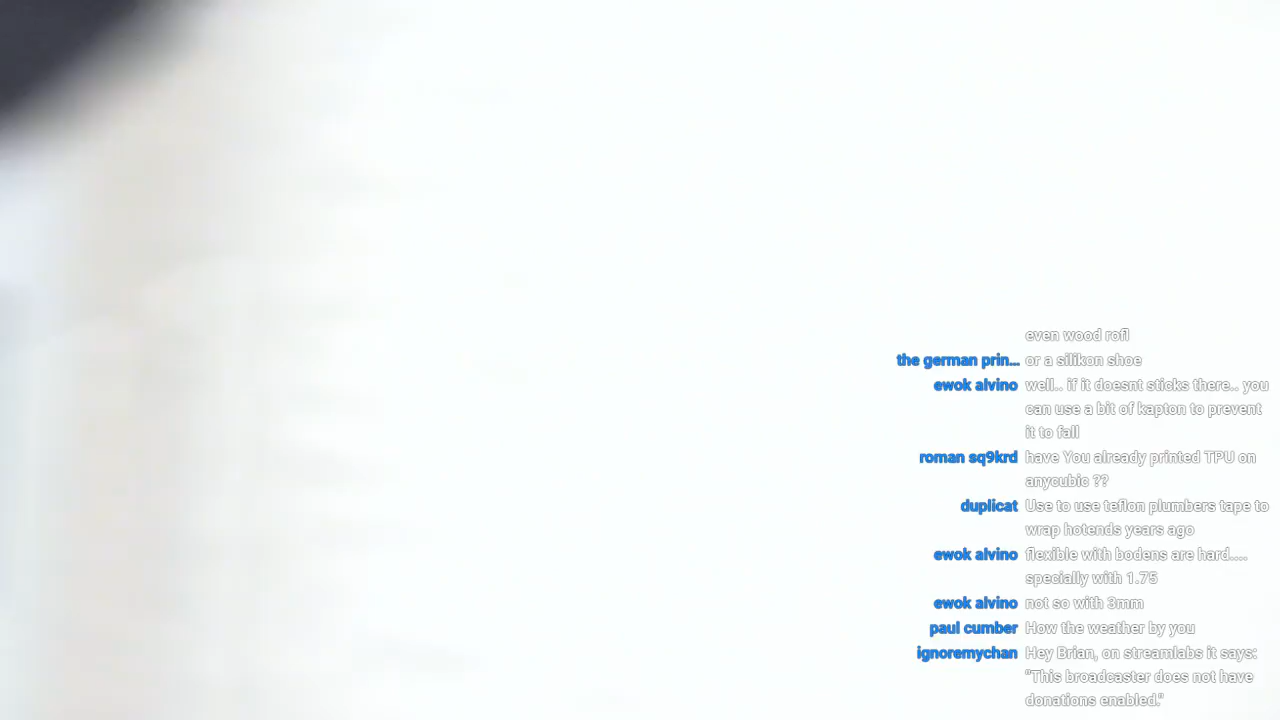 even wood rofl
the german prin... or a silikon shoe
ewok alvino well.. if it doesnt sticks there.. you
can use a bit of kapton to prevent
it to fall
roman sq9krd have You already printed TPU on
anycubic ??
duplicat Use to use teflon plumbers tape to
wrap hotends years ago
ewok alvino flexible with bodens are hard....
specially with 1.75
ewok alvino not so with 3mm
paul cumber How the weather by you
ignoremychan Hey Brian, on streamlabs it says:
"This broadcaster does not have
donations enabled."